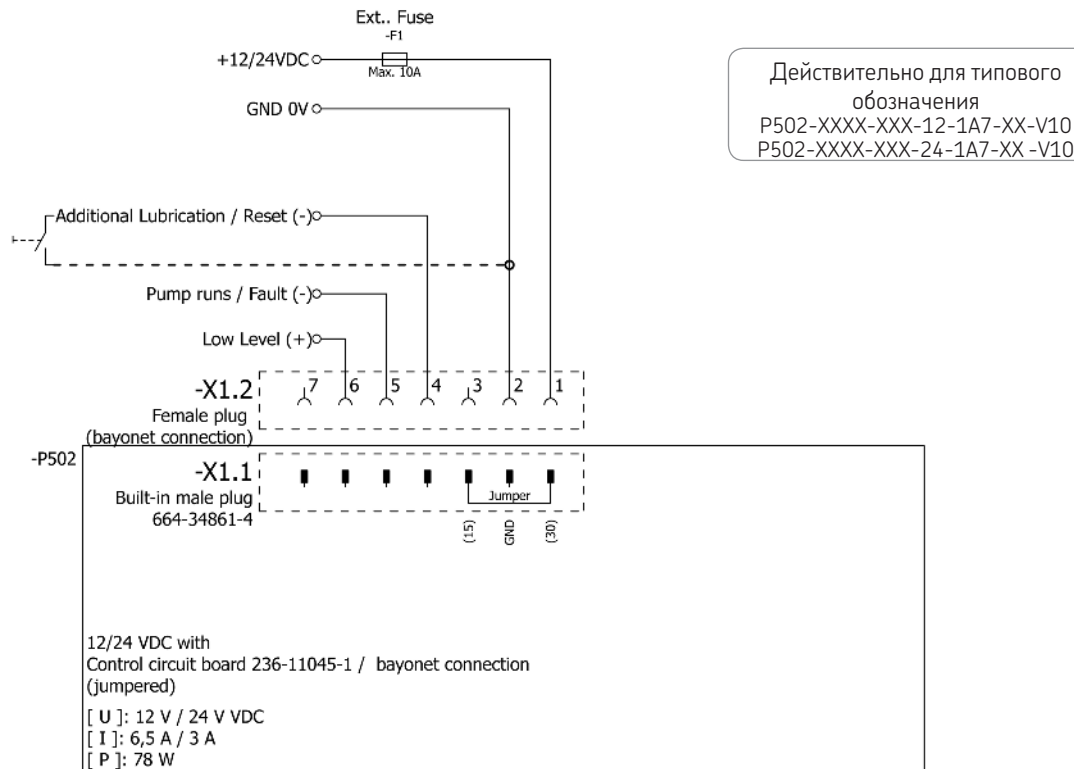 Ext.. Fuse
-F1
+12/24VDC
Max. 10A
GND 0V
Действительно для типового
обозначения
P502-XXXX-XXX-12-1A7-XX-V10
P502-XXXX-XXX-24-1A7-XX -V10
Additional Lubrication / Reset (-)
Pump runs / Fault (-)
Low Level (+)
-X1.2
7 6 5 4 3 2 1
Female plug
(bayonet connection)
-P502
-X1.1
Built-in male plug
664-34861-4
Jumper
(15) GND (30)
12/24 VDC with
Control circuit board 236-11045-1 / bayonet connection
(jumpered)
[ U ]: 12 V / 24 V VDC
[ I ]: 6,5 A / 3 A
[ P ]: 78 W